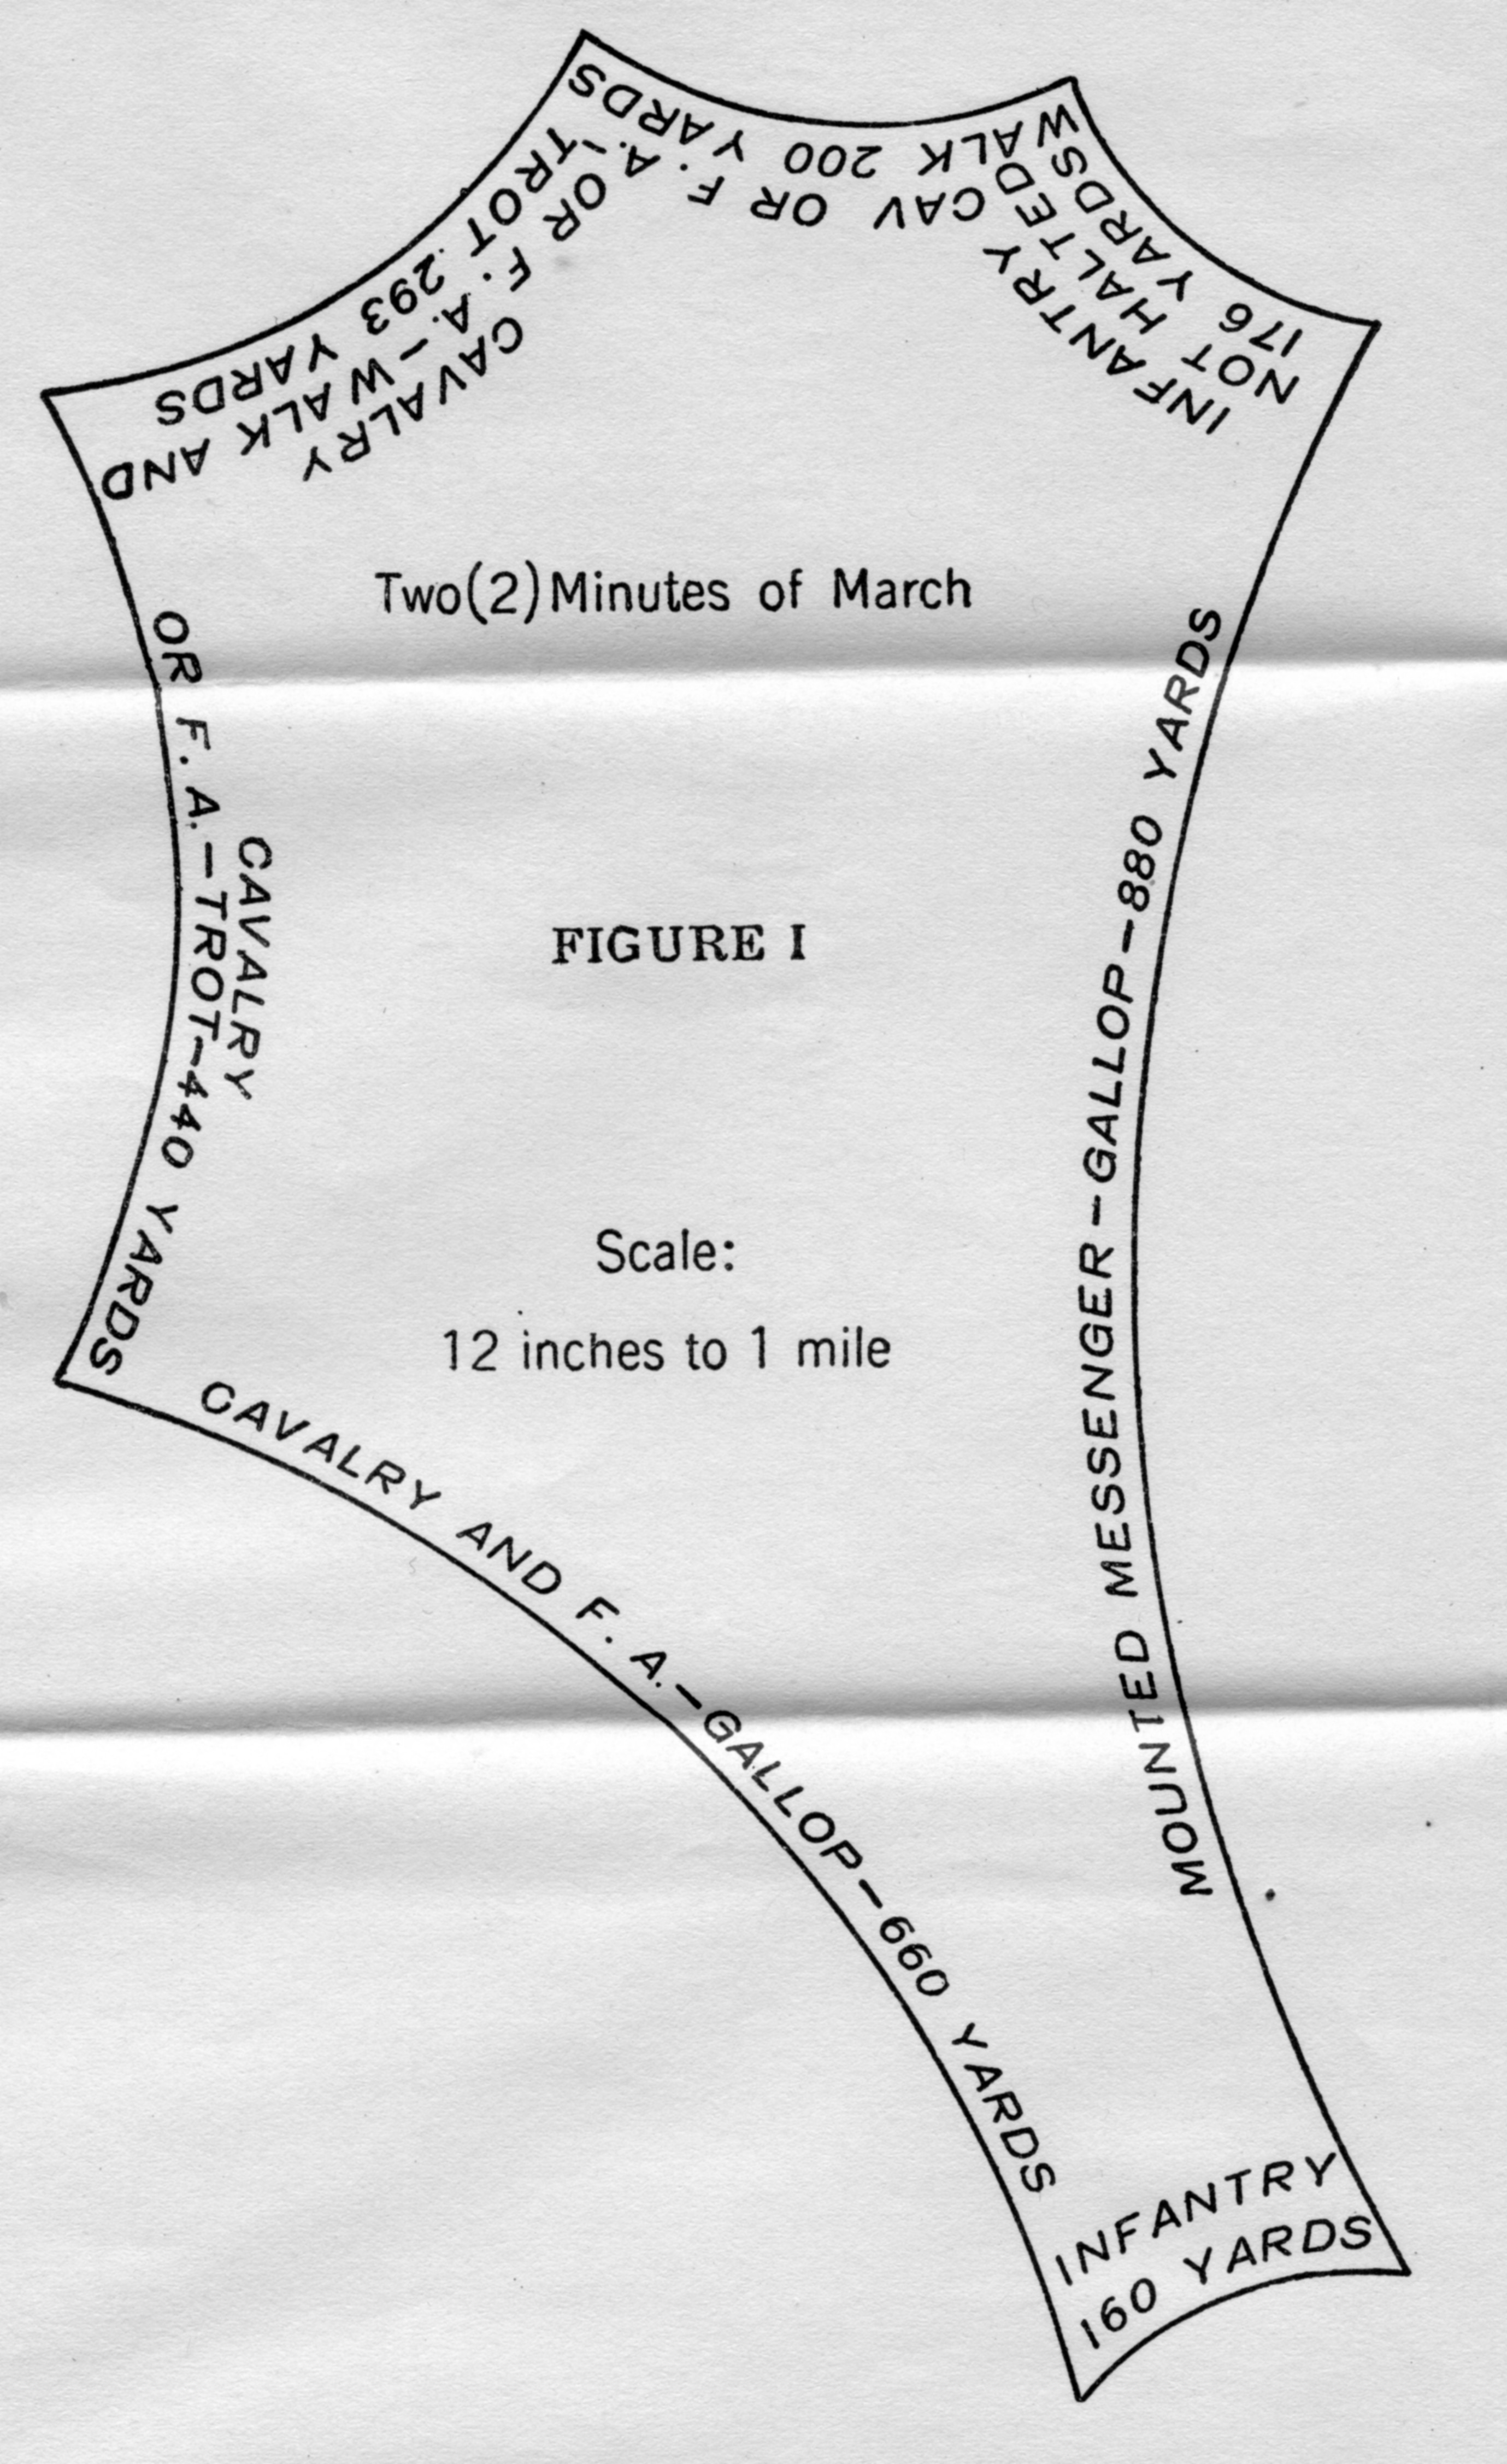 CAVALRY
OR F. A.–WALK AND
TROT 293 YARDS
CAV OR F. A.
WALK 200 YARDS
INFANTRY
NOT HALTED
176 YARDS
Two(2)Minutes of March
CAVALRY
OR F. A.–TROT–440 YARDS
FIGURE I
MOUNTED MESSENGER–GALLOP–880 YARDS
Scale:
12 inches to 1 mile
CAVALRY AND F. A.–GALLOP–660 YARDS
INFANTRY
160 YARDS